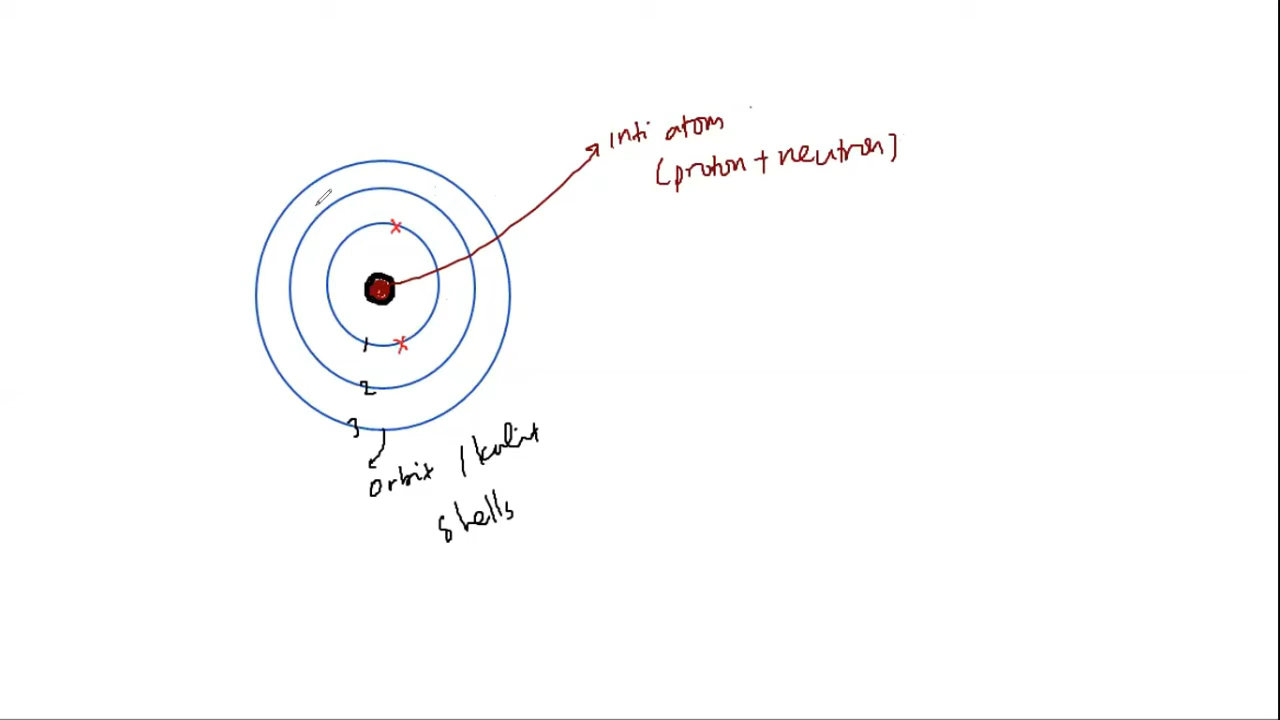 inti atom
(proton + neutron)
1
2
3
orbit / kulit
shells